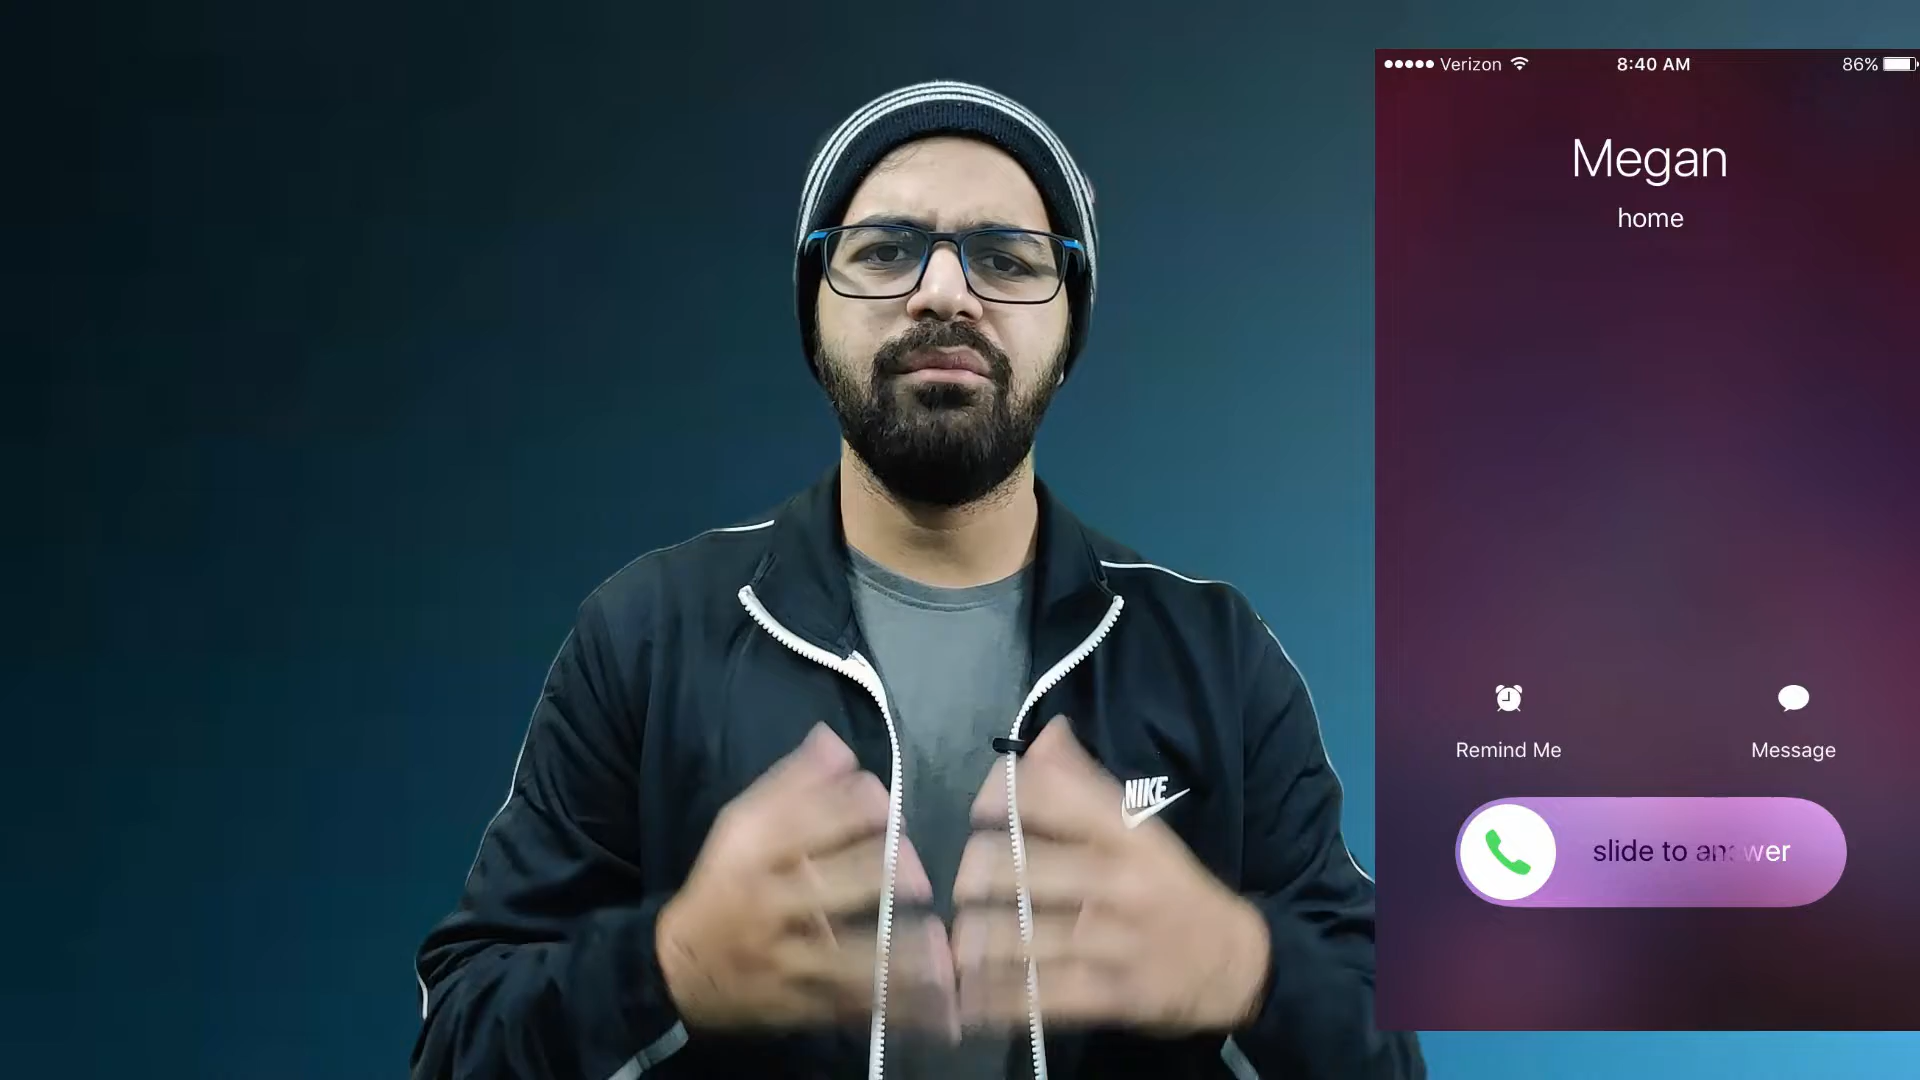 Verizon 8:40 AM 86%
Megan
home
Remind Me Message
slide to answer
NIKE